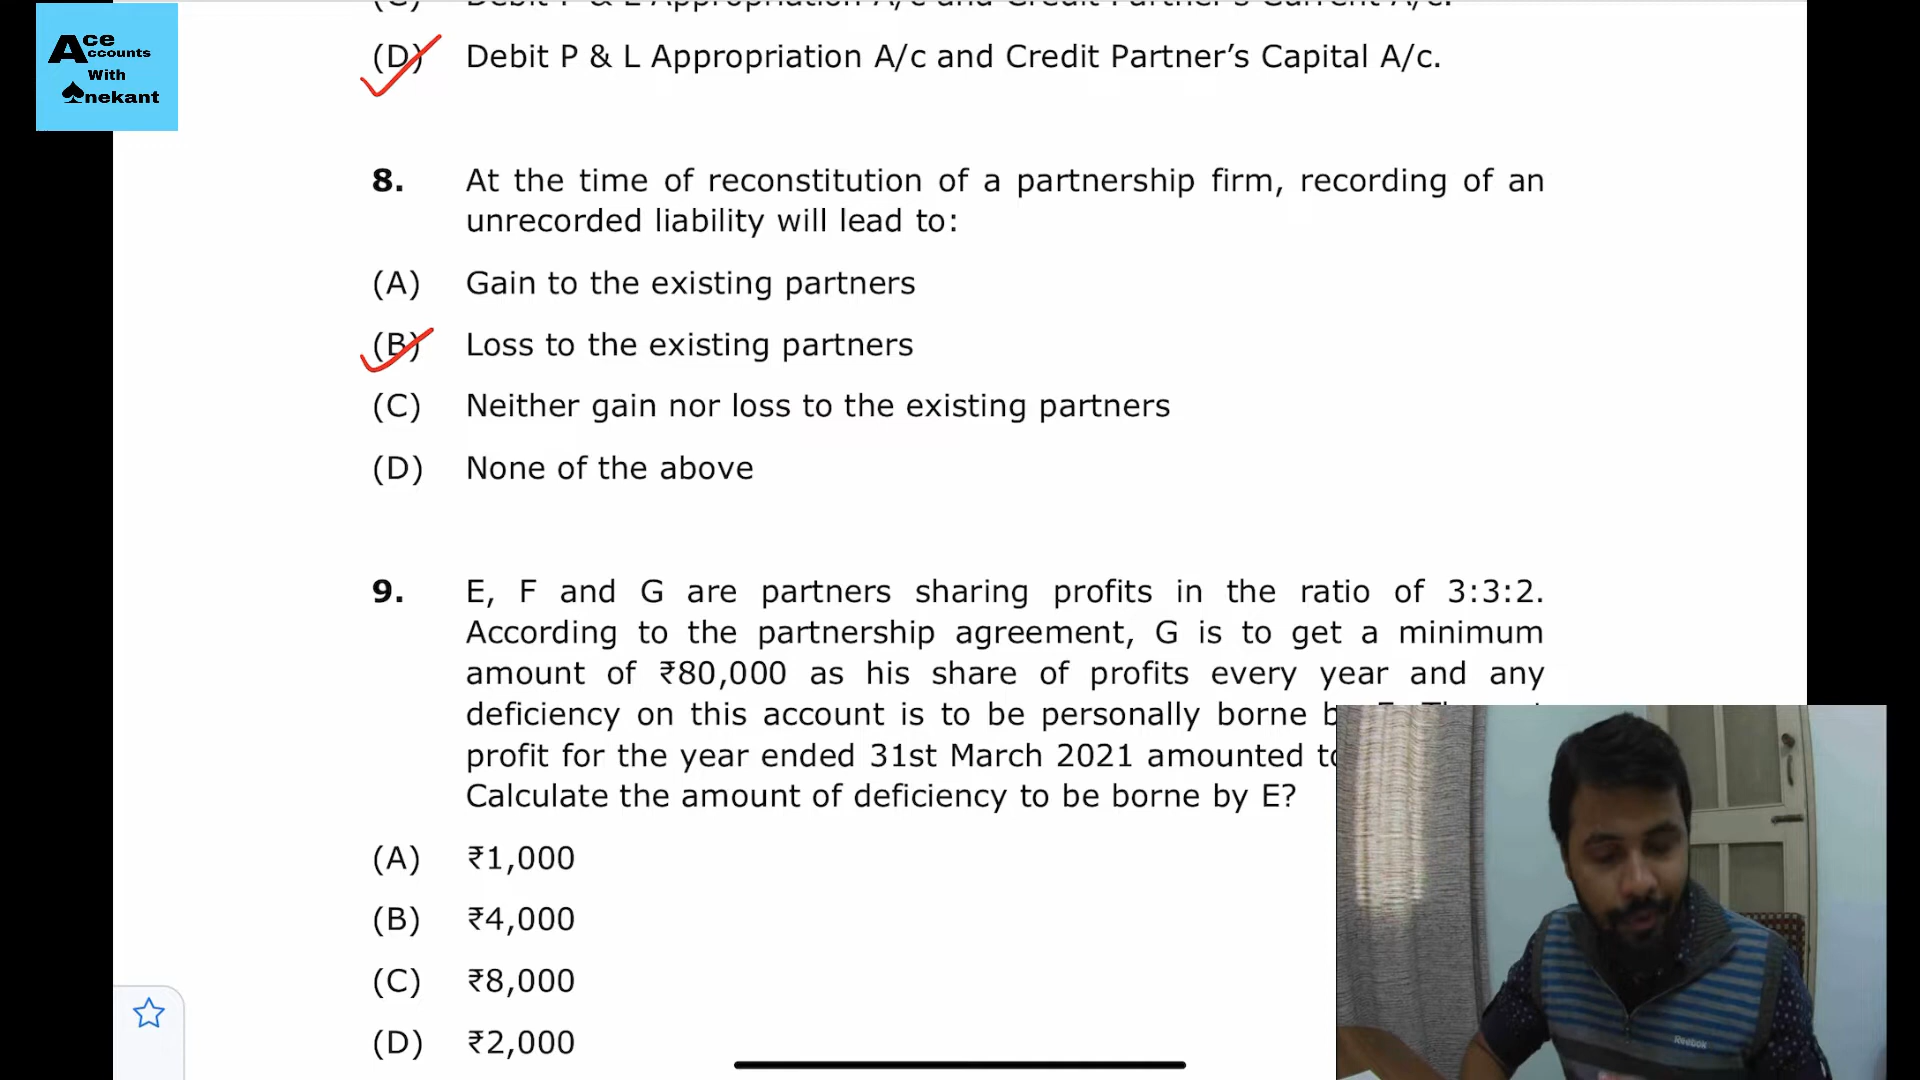 Ace
Accounts
With
Anekant
(D) Debit P & L Appropriation A/c and Credit Partner’s Capital A/c.
8. At the time of reconstitution of a partnership firm, recording of an
unrecorded liability will lead to:
(A) Gain to the existing partners
(B) Loss to the existing partners
(C) Neither gain nor loss to the existing partners
(D) None of the above
9. E, F and G are partners sharing profits in the ratio of 3:3:2.
According to the partnership agreement, G is to get a minimum
amount of ₹80,000 as his share of profits every year and any
deficiency on this account is to be personally borne
profit for the year ended 31st March 2021 amounted
Calculate the amount of deficiency to be borne by E?
(A) ₹1,000
(B) ₹4,000
(C) ₹8,000
(D) ₹2,000
Reebok